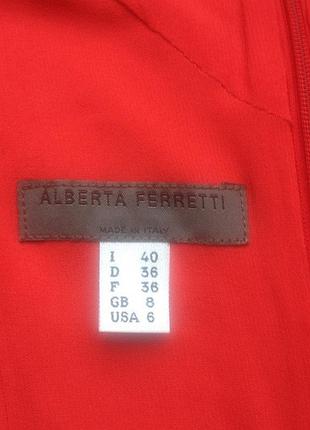 ALBERTA FERRETTI
MADE IN ITALY
I 40
D 36
F 36
GB 8
USA 6